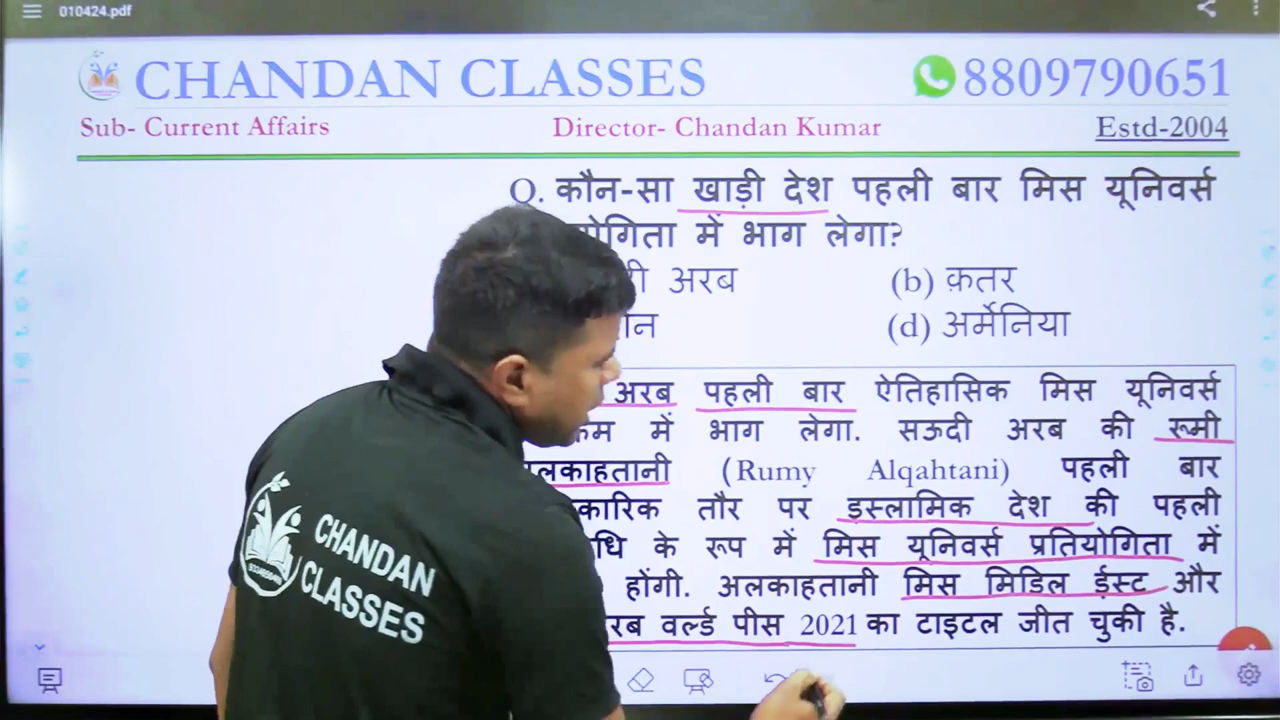 010424.pdf
CHANDAN CLASSES 8809790651
Sub- Current Affairs Director- Chandan Kumar Estd-2004
Q. कौन-सा खाड़ी देश पहली बार मिस यूनिवर्स
में भाग लेगा?
अरब (b) क़तर
(d) अर्मेनिया
अरब पहली बार ऐतिहासिक मिस यूनिवर्स
में भाग लेगा. सऊदी अरब की रूमी
अलकाहतानी (Rumy Alqahtani) पहली बार
तौर पर इस्लामिक देश की पहली
के रूप में मिस यूनिवर्स प्रतियोगिता में
होंगी. अलकाहतानी मिस मिडिल ईस्ट और
वर्ल्ड पीस 2021 का टाइटल जीत चुकी है.
CHANDAN
CLASSES